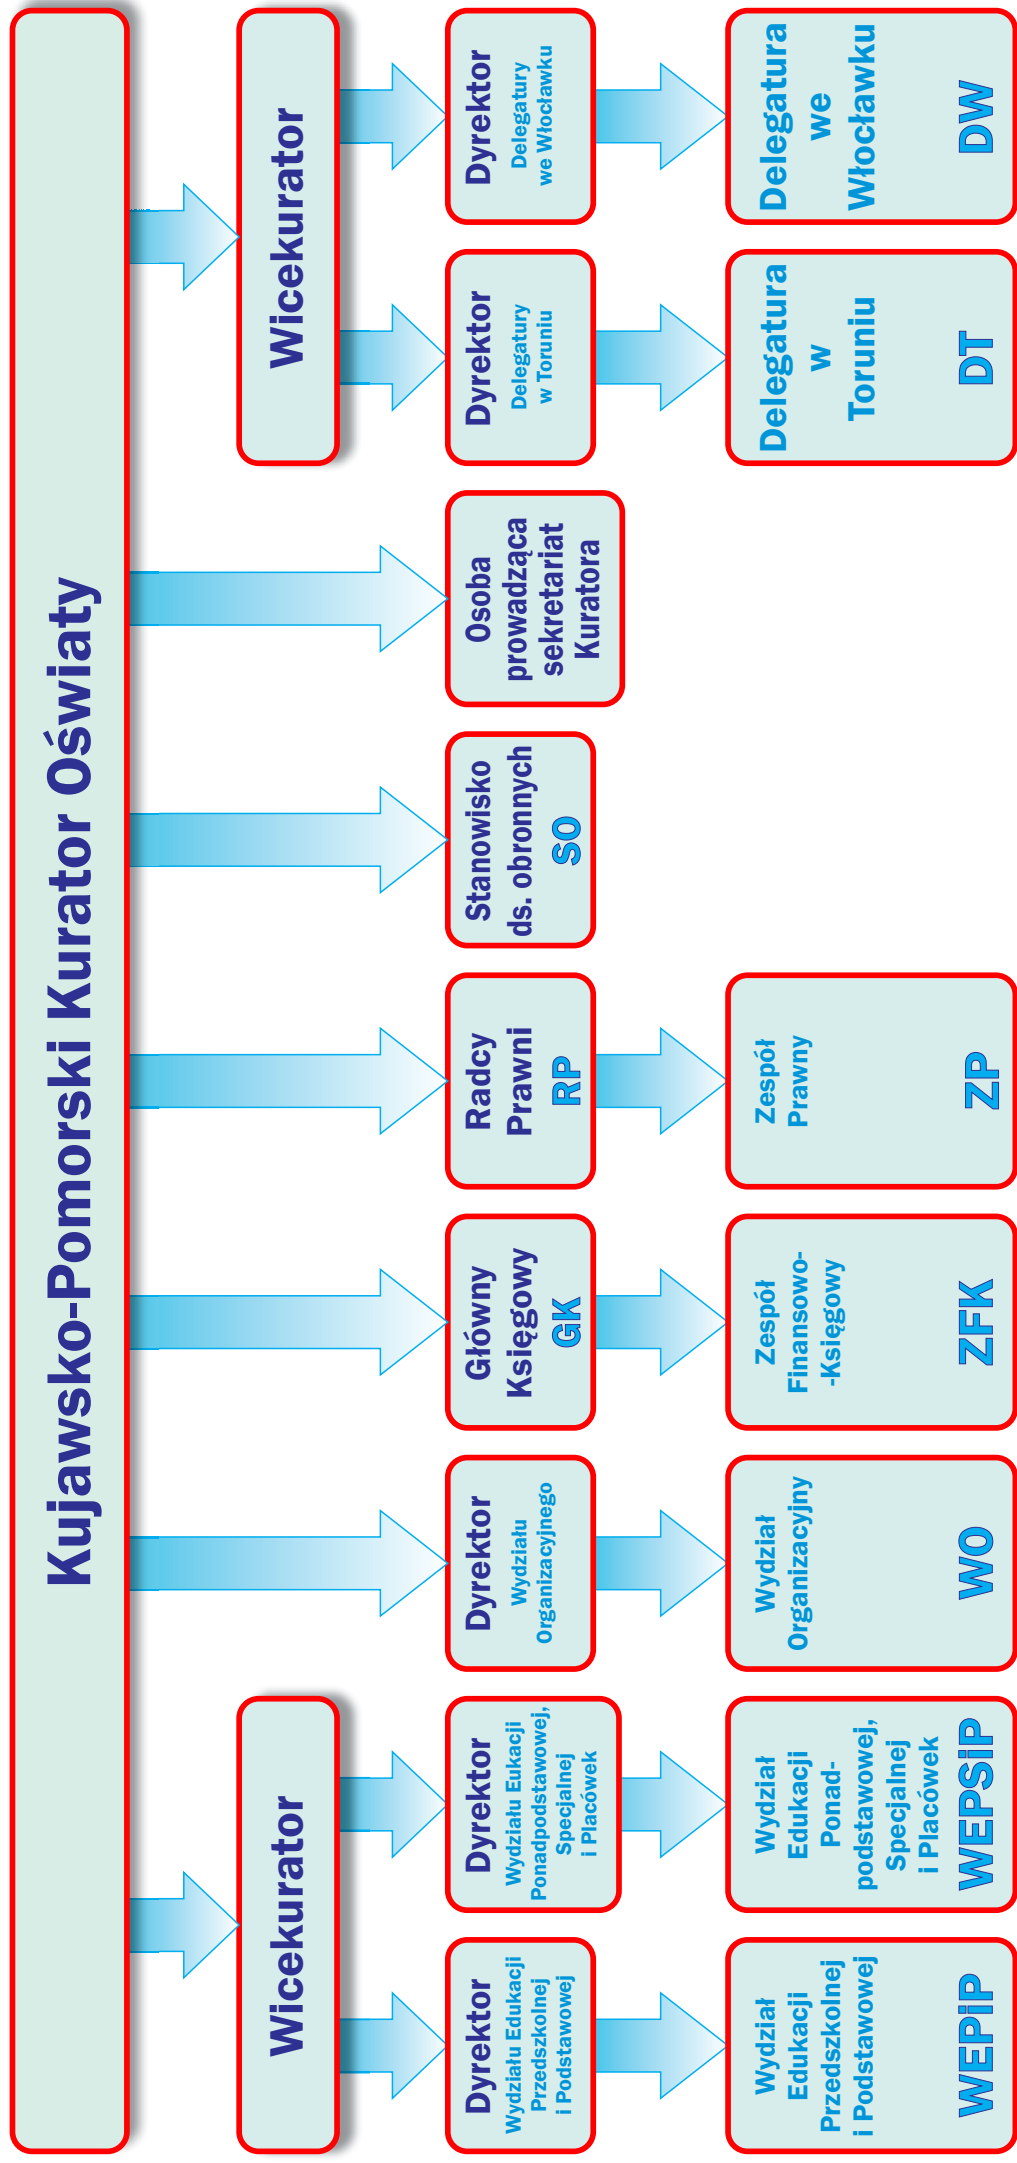 Kujawsko-Pomorski Kurator Oświaty
Wicekurator
Wicekurator
Dyrektor
Wydziału Edukacji
Przedszkolnej
i Podstawowej
Dyrektor
Wydziału Eukacji
Ponadpodstawowej,
Specjalnej
i Placówek
Dyrektor
Wydziału
Organizacyjnego
Główny
Księgowy
GK
Radcy
Prawni
RP
Stanowisko
ds. obronnych
SO
Osoba
prowadząca
sekretariat
Kuratora
Dyrektor
Delegatury
w Toruniu
Dyrektor
Delegatury
we Włocławku
Wydział
Edukacji
Przedszkolnej
i Podstawowej
WEPiP
Wydział
Edukacji
Ponad-
podstawowej,
Specjalnej
i Placówek
WEPSiP
Wydział
Organizacyjny
WO
Zespół
Finansowo-
-Księgowy
ZFK
Zespół
Prawny
ZP
Delegatura
w
Toruniu
DT
Delegatura
we
Włocławku
DW